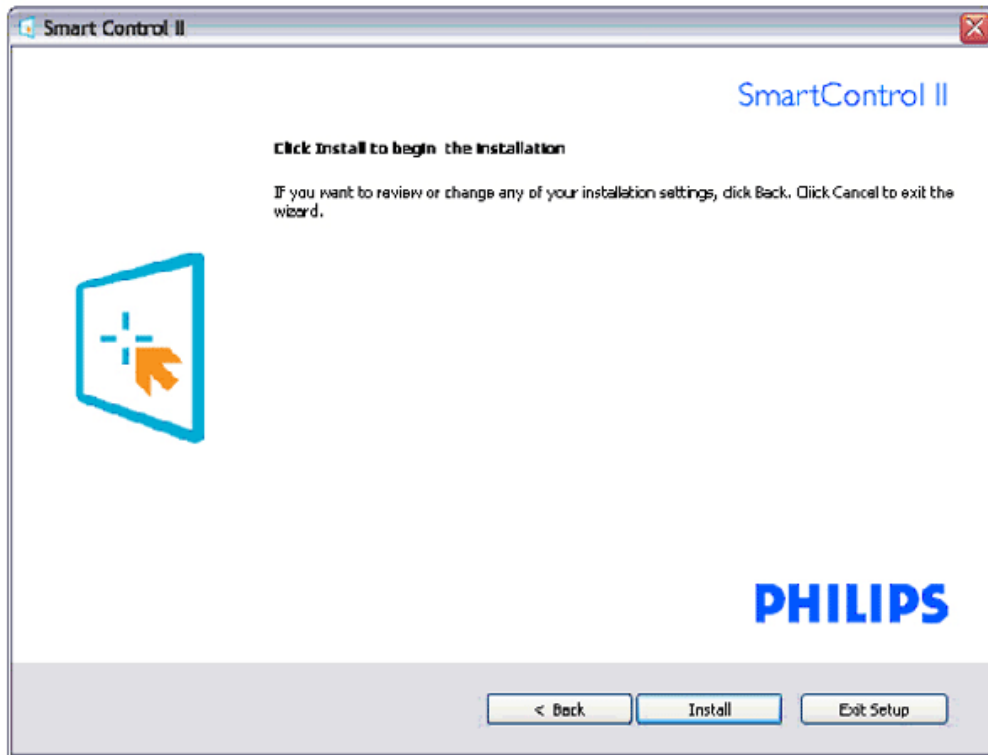 Smart Control II
SmartControl II
Click Install to begin the installation
If you want to review or change any of your installation settings, click Back. Click Cancel to exit the
wizard.
PHILIPS
< Back
Install
Exit Setup